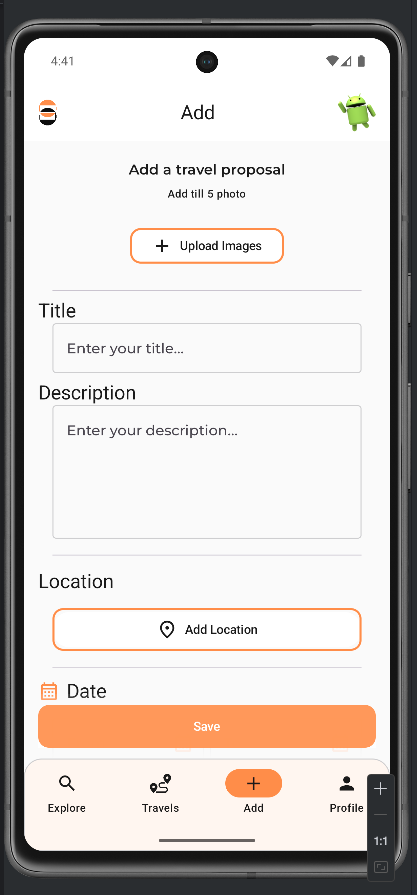 4:41
Add
Add a travel proposal
Add till 5 photo
Upload Images
Title
Enter your title...
Description
Enter your description...
Location
Add Location
Date
Save
Explore
Travels
Add
Profile
1:1